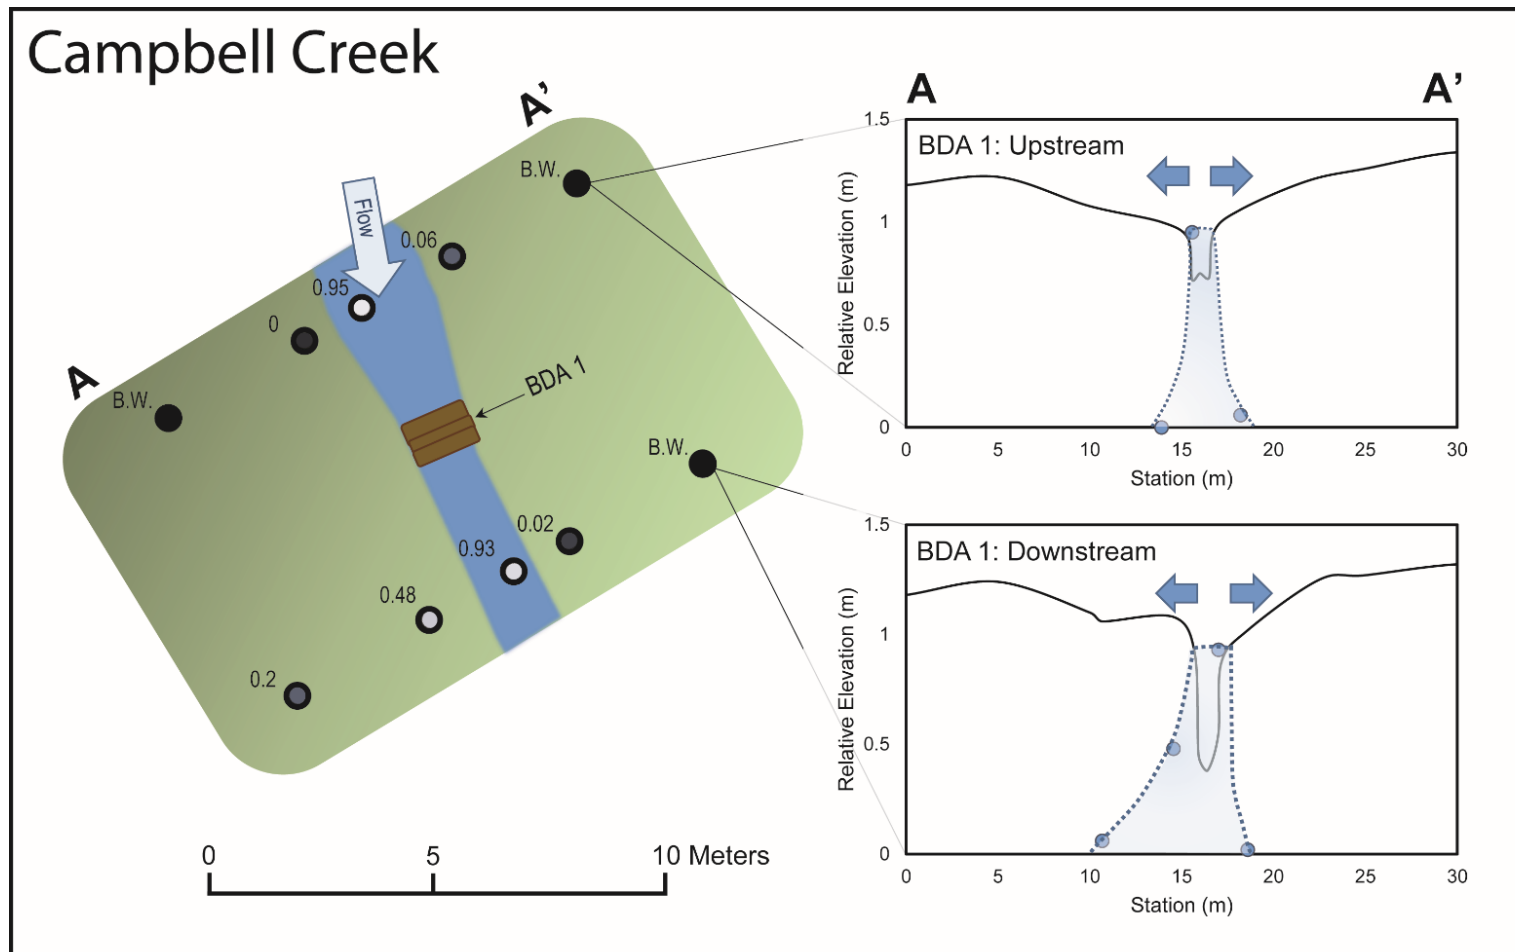 Campbell Creek
A
A'
B.W.
Flow
0.06
0.95
0
B.W.
BDA 1
B.W.
0.02
0.93
0.48
0.2
0
5
10 Meters
A
A'
BDA 1: Upstream
Relative Elevation (m)
1.5
1
0.5
0
0
5
10
15
20
25
30
Station (m)
BDA 1: Downstream
Relative Elevation (m)
1.5
1
0.5
0
0
5
10
15
20
25
30
Station (m)